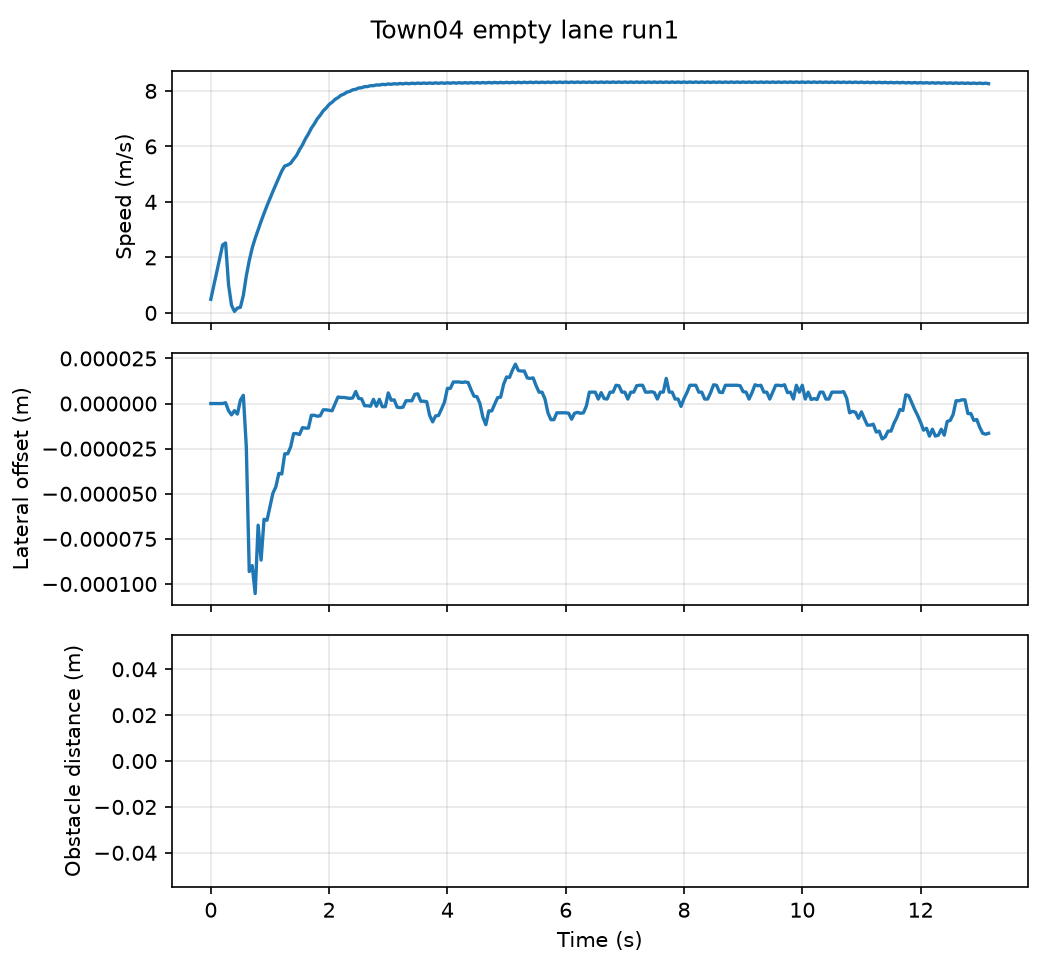 Town04 empty lane run1
8
6
4
2
0
Speed (m/s)
0.000025
0.000000
−0.000025
−0.000050
−0.000075
−0.000100
Lateral offset (m)
0.04
0.02
0.00
−0.02
−0.04
Obstacle distance (m)
0 2 4 6 8 10 12
Time (s)